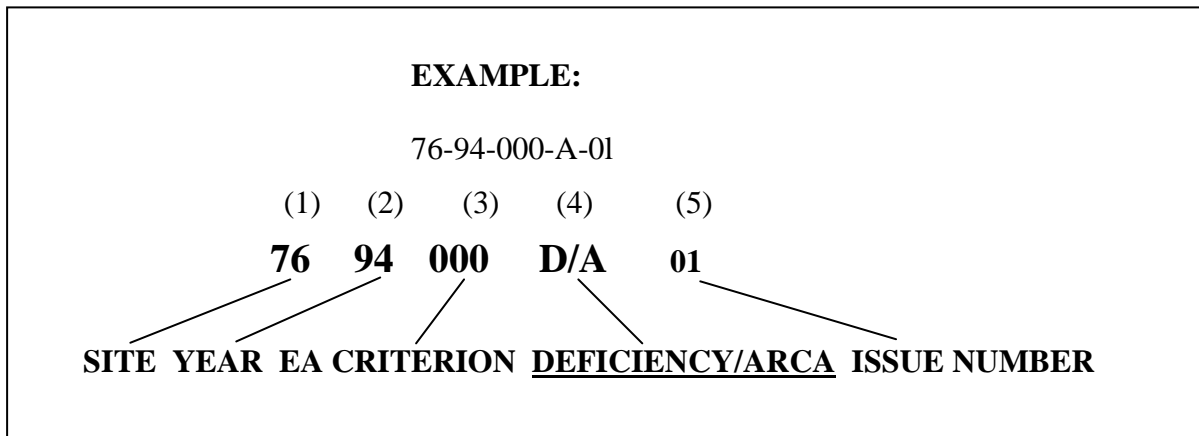 EXAMPLE:
76-94-000-A-0l
(1) (2) (3) (4) (5)
76 94 000 D/A 01
SITE YEAR EA CRITERION DEFICIENCY/ARCA ISSUE NUMBER